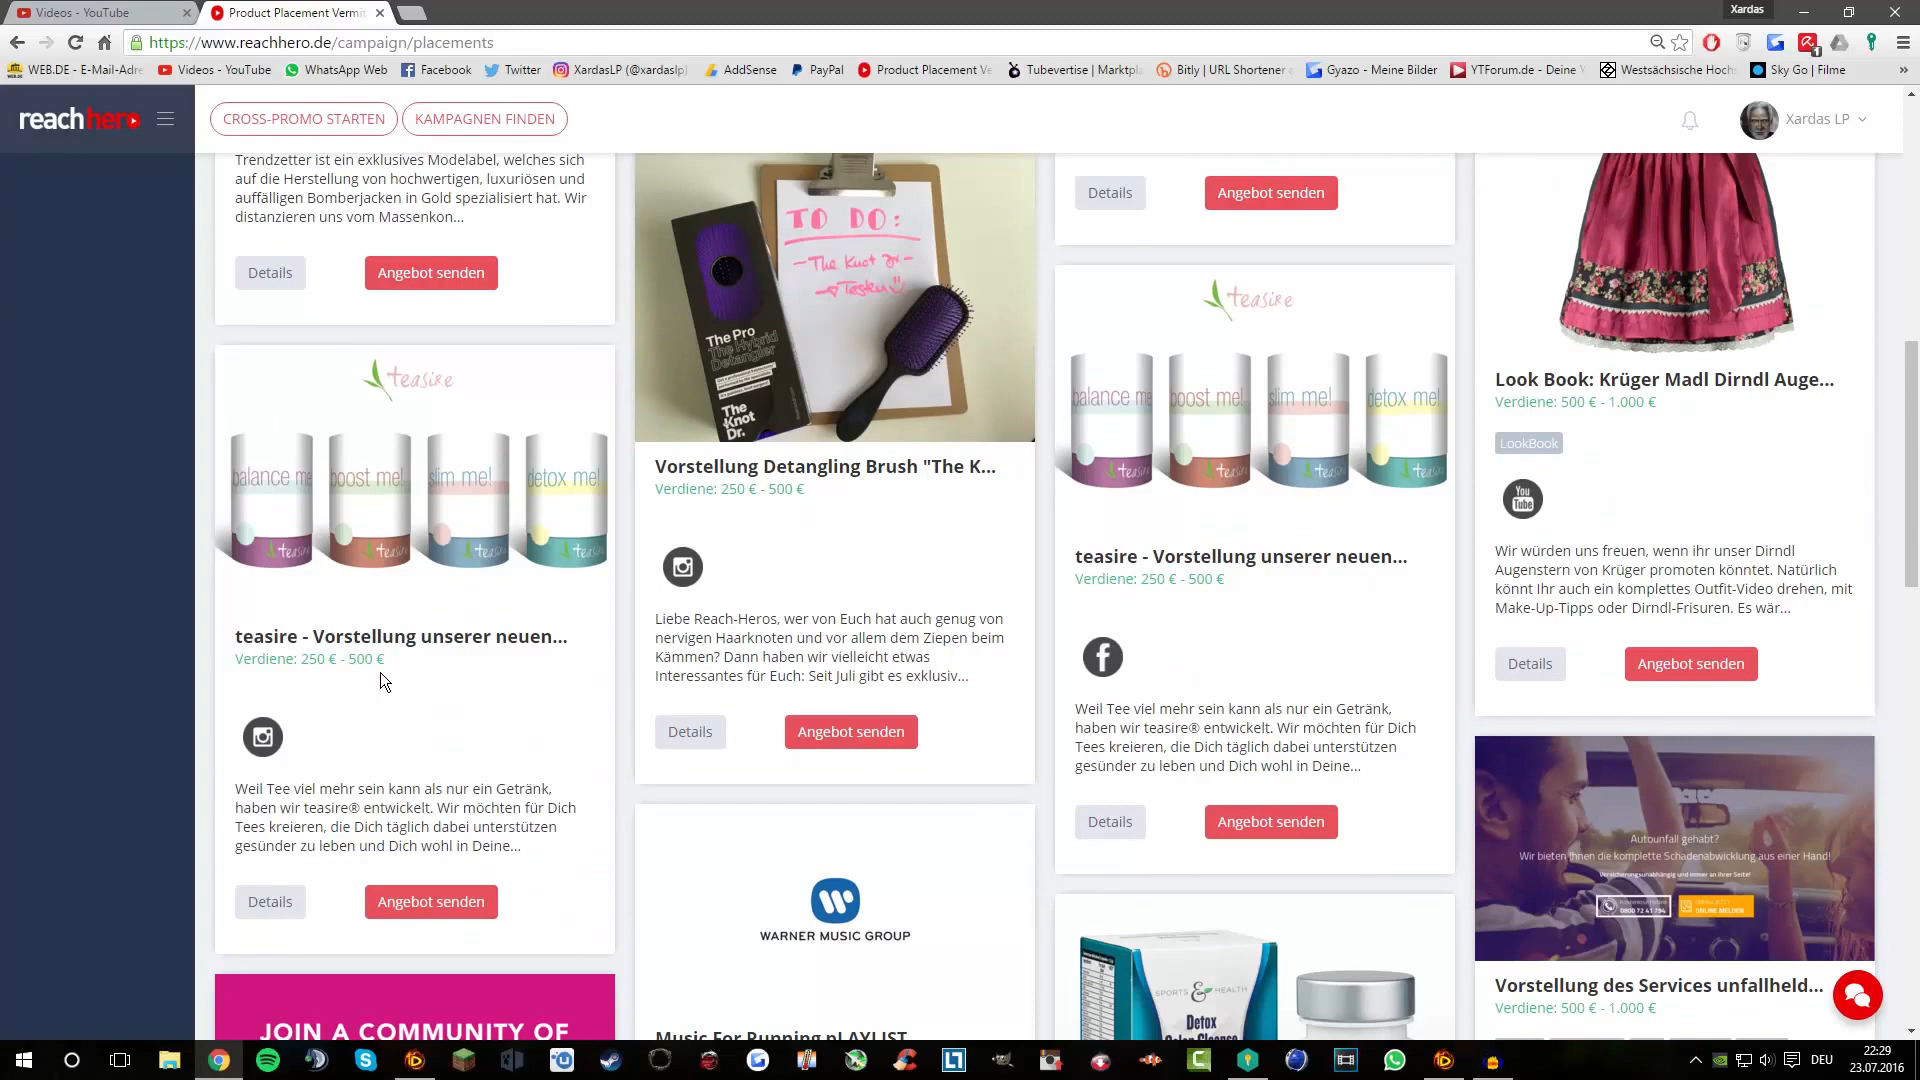 Videos - YouTube
Product Placement Vermit
Xardas
https://www.reachhero.de/campaign/placements
WEB.DE - E-Mail-Adre
Videos - YouTube
WhatsApp Web
Facebook
Twitter
XardasLP (@xardaslp)
AddSense
PayPal
Product Placement Ve
Tubevertise | Marktpla
Bitly | URL Shortener
Gyazo - Meine Bilder
YTForum.de - Deine Y
Westsächsische Hochs
Sky Go | Filme
reachhero
CROSS-PROMO STARTEN
KAMPAGNEN FINDEN
Xardas LP
Trendzetter ist ein exklusives Modelabel, welches sich
auf die Herstellung von hochwertigen, luxuriösen und
auffälligen Bomberjacken in Gold spezialisiert hat. Wir
distanzieren uns vom Massenkon...
Details
Angebot senden
teasire
balance me
boost me!
slim me!
detox me!
teasire
teasire
teasire
teasire
teasire - Vorstellung unserer neuen...
Verdiene: 250 € - 500 €
Weil Tee viel mehr sein kann als nur ein Getränk,
haben wir teasire® entwickelt. Wir möchten für Dich
Tees kreieren, die Dich täglich dabei unterstützen
gesünder zu leben und Dich wohl in Deine...
Details
Angebot senden
JOIN A COMMUNITY OF
TO DO:
- The Knot Dr -
Testen
The Pro
The Hybrid
Detangler
The
Knot
Dr.
Vorstellung Detangling Brush "The K...
Verdiene: 250 € - 500 €
Liebe Reach-Heros, wer von Euch hat auch genug von
nervigen Haarknoten und vor allem dem Ziepen beim
Kämmen? Dann haben wir vielleicht etwas
Interessantes für Euch: Seit Juli gibt es exklusiv...
Details
Angebot senden
WARNER MUSIC GROUP
Music For Running pLAYLIST
Details
Angebot senden
teasire
balance me
boost me!
slim me!
detox me!
teasire
teasire
teasire
teasire
teasire - Vorstellung unserer neuen...
Verdiene: 250 € - 500 €
Weil Tee viel mehr sein kann als nur ein Getränk,
haben wir teasire® entwickelt. Wir möchten für Dich
Tees kreieren, die Dich täglich dabei unterstützen
gesünder zu leben und Dich wohl in Deine...
Details
Angebot senden
SPORTS & HEALTH
Detox
Look Book: Krüger Madl Dirndl Auge...
Verdiene: 500 € - 1.000 €
LookBook
You
Tube
Wir würden uns freuen, wenn ihr unser Dirndl
Augenstern von Krüger promoten könntet. Natürlich
könnt Ihr auch ein komplettes Outfit-Video drehen, mit
Make-Up-Tipps oder Dirndl-Frisuren. Es wär...
Details
Angebot senden
Autounfall gehabt?
Wir bieten Ihnen die komplette Schadenabwicklung aus einer Hand!
Versicherungsunabhängig und immer an Ihrer Seite!
0800 72 41 794
ONLINE MELDEN
Vorstellung des Services unfallheld...
Verdiene: 500 € - 1.000 €
DEU
22:29
23.07.2016